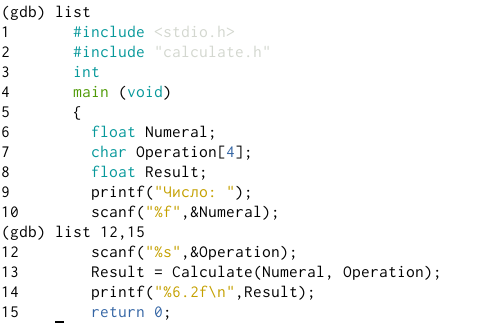 (gdb) list
1       #include <stdio.h>
2       #include "calculate.h"
3       int
4       main (void)
5       {
6         float Numeral;
7         char Operation[4];
8         float Result;
9         printf("Число: ");
10        scanf("%f",&Numeral);
(gdb) list 12,15
12        scanf("%s",&Operation);
13        Result = Calculate(Numeral, Operation);
14        printf("%6.2f\n",Result);
15        return 0;